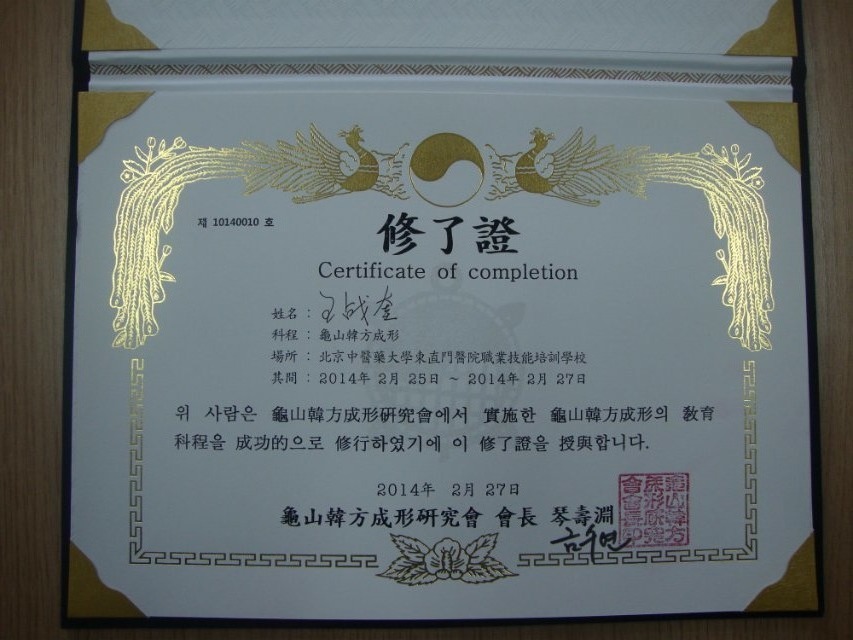 제 10140010 호
修了證
Certificate of completion
姓名 : 王战奎
科程 : 龜山韓方成形
場所 : 北京中醫藥大學東直門醫院職業技能培訓學校
其間 : 2014年 2月 25日 ~ 2014年 2月 27日
위 사람은 龜山韓方成形研究會에서 實施한 龜山韓方成形의 敎育
科程을 成功的으로 修行하였기에 이 修了證을 授與합니다.
2014年 2月 27日
龜山韓方成形研究會 會長 琴壽淵